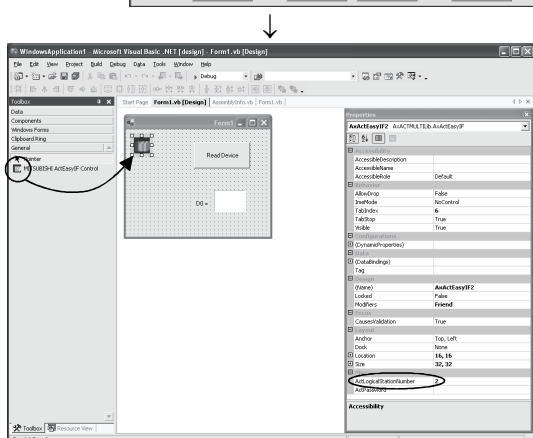 WindowsApplication1 - Microsoft Visual Basic .NET [design] - Form1.vb [Design]
File Edit View Project Build Debug Data Tools Window Help
Debug
Toolbox
Data
Components
Windows Forms
Clipboard Ring
General
Pointer
MITSUBISHI ActEasyIF Control
Toolbox
Resource View
Start Page Form1.vb [Design] AssemblyInfo.vb Form1.vb
Form1
Read Device
D0 =
Properties
AxActEasyIF2 AxACTMULTILib.AxActEasyIF
Accessibility
AccessibleDescription
AccessibleName
AccessibleRole Default
Behavior
AllowDrop False
ImeMode NoControl
TabIndex 6
TabStop True
Visible True
Configurations
(DynamicProperties)
Data
(DataBindings)
Tag
Design
(Name) AxActEasyIF2
Locked False
Modifiers Friend
Focus
CausesValidation True
Layout
Anchor Top, Left
Dock None
Location 16, 16
Size 32, 32
ActLogicalStationNumber 2
ActPassword
Accessibility